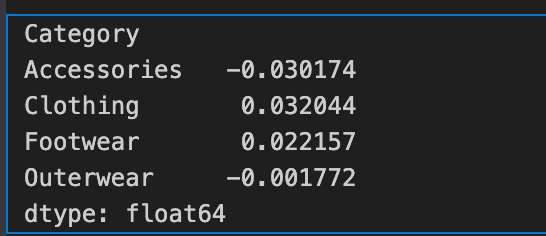 Category
Accessories   -0.030174
Clothing       0.032044
Footwear       0.022157
Outerwear     -0.001772
dtype: float64